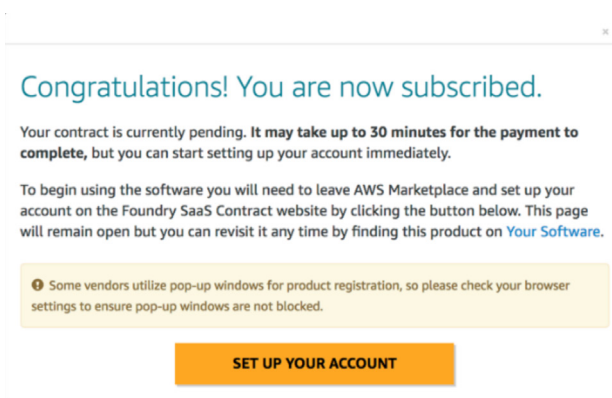 Congratulations! You are now subscribed.
Your contract is currently pending. It may take up to 30 minutes for the payment to
complete, but you can start setting up your account immediately.
To begin using the software you will need to leave AWS Marketplace and set up your
account on the Foundry SaaS Contract website by clicking the button below. This page
will remain open but you can revisit it any time by finding this product on Your Software.
Some vendors utilize pop-up windows for product registration, so please check your browser
settings to ensure pop-up windows are not blocked.
SET UP YOUR ACCOUNT